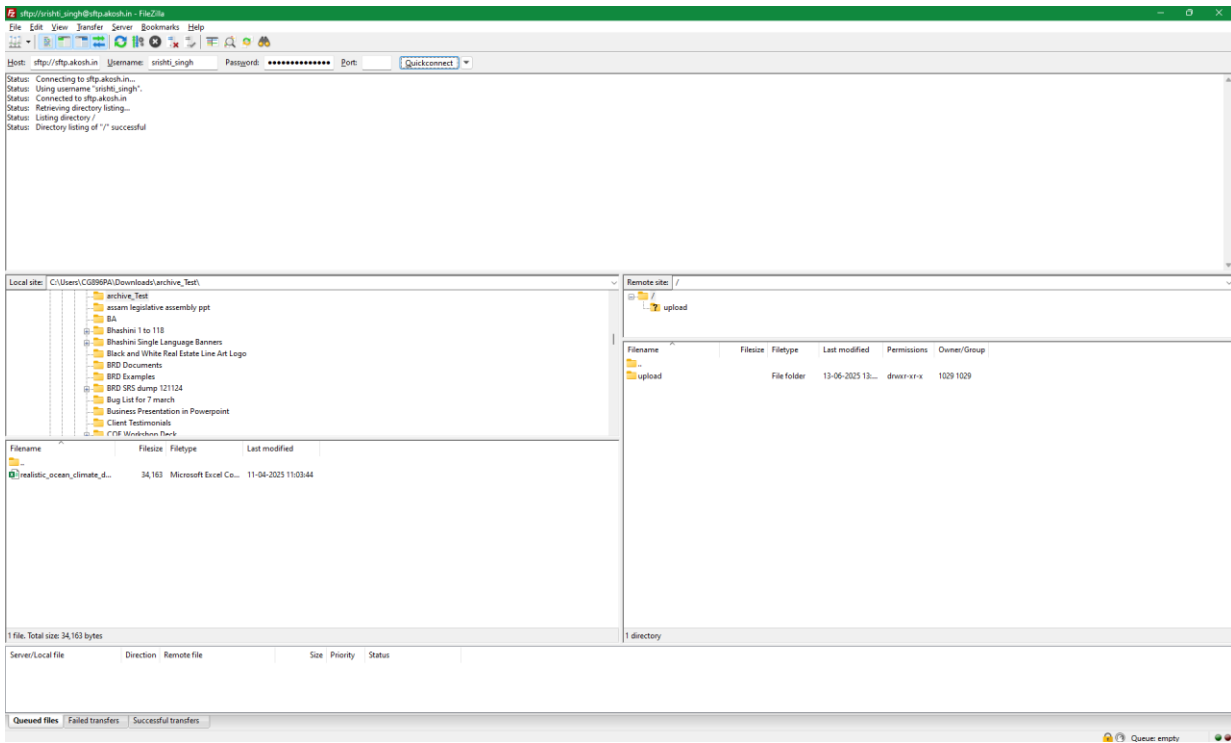 sftp://srishti_singh@sftp.akosh.in - FileZilla
File Edit View Transfer Server Bookmarks Help
Host: sftp://sftp.akosh.in Username: srishti_singh Password: •••••••••••••• Port: Quickconnect
Status: Connecting to sftp.akosh.in...
Status: Using username "srishti_singh".
Status: Connected to sftp.akosh.in
Status: Retrieving directory listing...
Status: Listing directory /
Status: Directory listing of "/" successful
Local site: C:\Users\CG896PA\Downloads\archive_Test\
archive_Test
assam legislative assembly ppt
BA
Bhashini 1 to 118
Bhashini Single Language Banners
Black and White Real Estate Line Art Logo
BRD Documents
BRD Examples
BRD SRS dump 121124
Bug List for 7 march
Business Presentation in Powerpoint
Client Testimonials
COE Workshop Deck
Filename Filesize Filetype Last modified
..
realistic_ocean_climate_d... 34,163 Microsoft Excel Co... 11-04-2025 11:03:44
1 file. Total size: 34,163 bytes
Remote site: /
/
upload
Filename Filesize Filetype Last modified Permissions Owner/Group
..
upload File folder 13-06-2025 13:... drwxr-xr-x 1029 1029
1 directory
Server/Local file Direction Remote file Size Priority Status
Queued files Failed transfers Successful transfers
Queue: empty